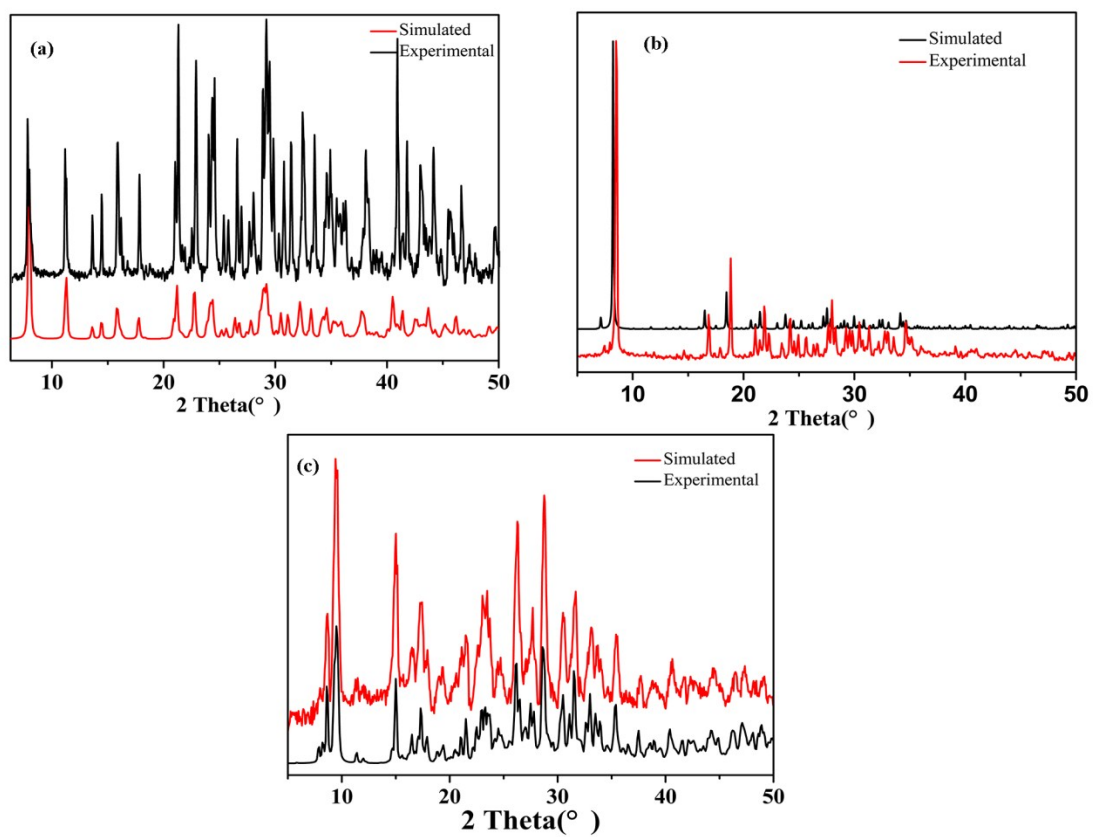 (a)
Simulated
Experimental
10 20 30 40 50
2 Theta(° )
(b)
Simulated
Experimental
10 20 30 40 50
2 Theta(° )
(c)
Simulated
Experimental
10 20 30 40 50
2 Theta(° )